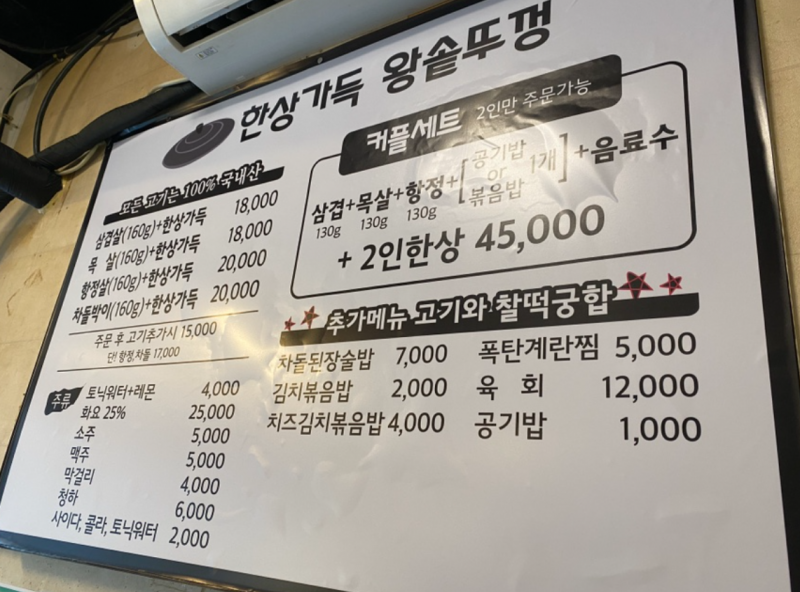 한상가득 왕솥뚜껑
모든 고기는 100% 국내산
삼겹살(160g)+한상가득 18,000
목 살(160g)+한상가득 18,000
항정살(160g)+한상가득 20,000
차돌박이(160g)+한상가득 20,000
주문 후 고기추가시 15,000
단! 항정,차돌 17,000
주류
토닉워터+레몬 4,000
화요 25% 25,000
소주 5,000
맥주 5,000
막걸리 4,000
청하 6,000
사이다, 콜라, 토닉워터 2,000
커플세트 2인만 주문가능
삼겹+목살+항정+[공기밥 or 볶음밥 1개]+음료수
130g 130g 130g
+ 2인한상 45,000
추가메뉴 고기와 찰떡궁합
차돌된장술밥 7,000
김치볶음밥 2,000
치즈김치볶음밥 4,000
폭탄계란찜 5,000
육 회 12,000
공기밥 1,000